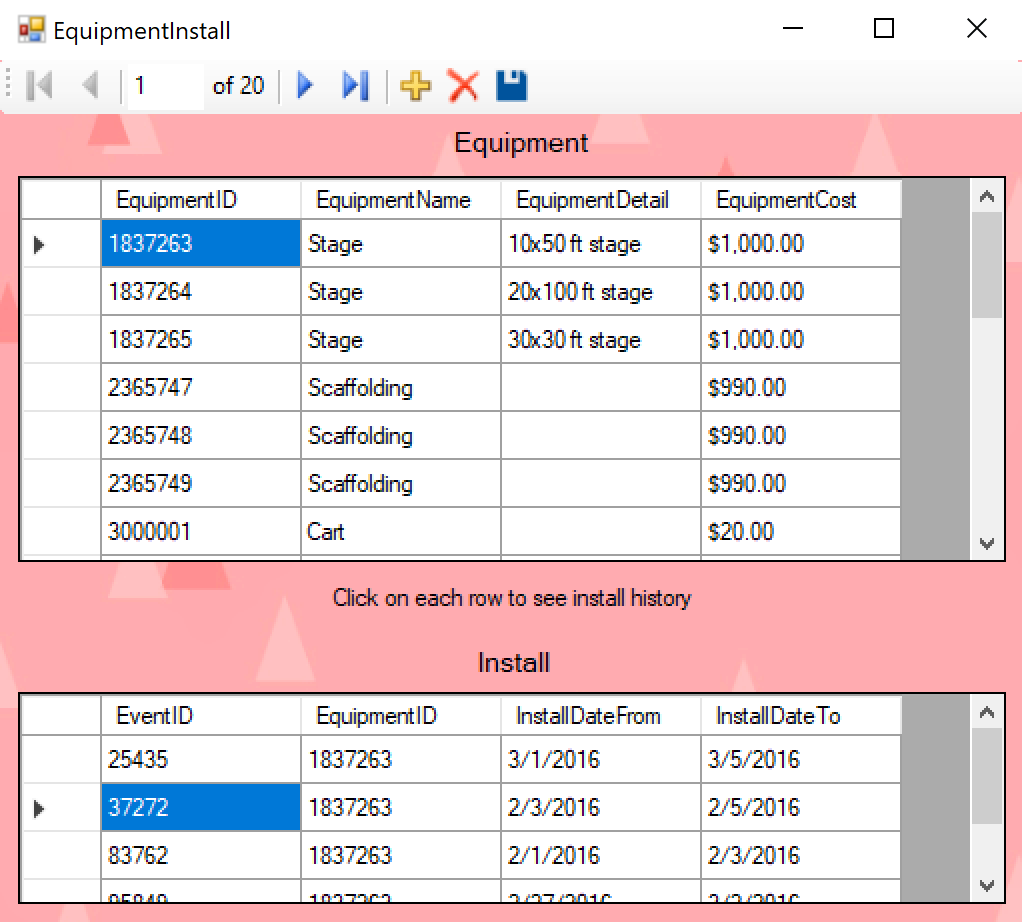 EquipmentInstall
1 of 20
Equipment
EquipmentID EquipmentName EquipmentDetail EquipmentCost
1837263 Stage 10x50 ft stage $1,000.00
1837264 Stage 20x100 ft stage $1,000.00
1837265 Stage 30x30 ft stage $1,000.00
2365747 Scaffolding $990.00
2365748 Scaffolding $990.00
2365749 Scaffolding $990.00
3000001 Cart $20.00
Click on each row to see install history
Install
EventID EquipmentID InstallDateFrom InstallDateTo
25435 1837263 3/1/2016 3/5/2016
37272 1837263 2/3/2016 2/5/2016
83762 1837263 2/1/2016 2/3/2016
1837263